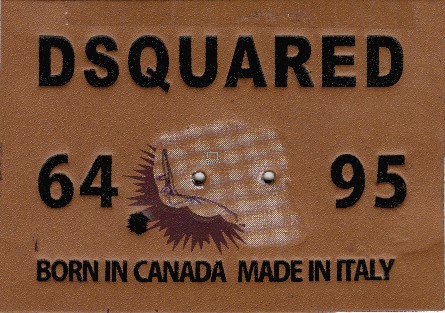 DSQUARED
64 95
BORN IN CANADA MADE IN ITALY